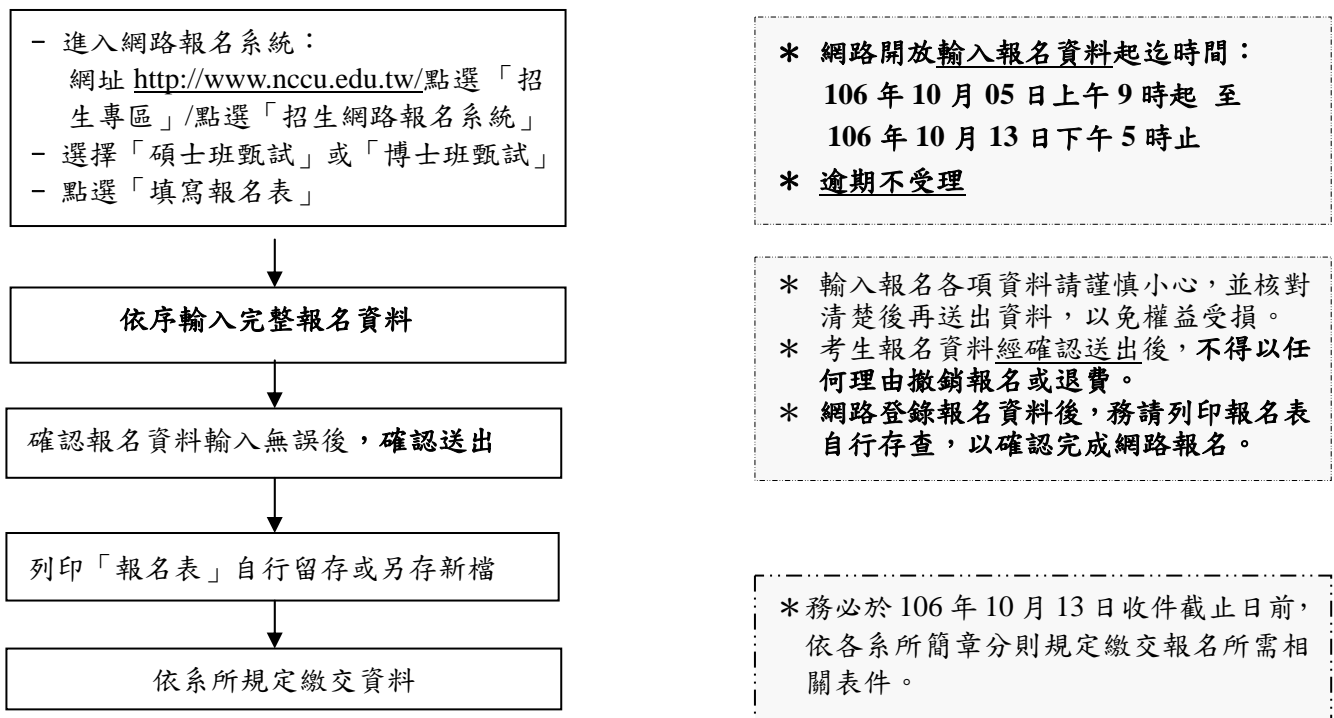 - 進入網路報名系統：
網址 http://www.nccu.edu.tw/點選 「招
生專區」/點選「招生網路報名系統」
- 選擇「碩士班甄試」或「博士班甄試」
- 點選「填寫報名表」
依序輸入完整報名資料
確認報名資料輸入無誤後，確認送出
列印「報名表」自行留存或另存新檔
依系所規定繳交資料
＊ 網路開放輸入報名資料起迄時間：
106 年 10 月 05 日上午 9 時起 至
106 年 10 月 13 日下午 5 時止
＊ 逾期不受理
＊ 輸入報名各項資料請謹慎小心，並核對
清楚後再送出資料，以免權益受損。
＊ 考生報名資料經確認送出後，不得以任
何理由撤銷報名或退費。
＊ 網路登錄報名資料後，務請列印報名表
自行存查，以確認完成網路報名。
＊務必於 106 年 10 月 13 日收件截止日前，
依各系所簡章分則規定繳交報名所需相
關表件。